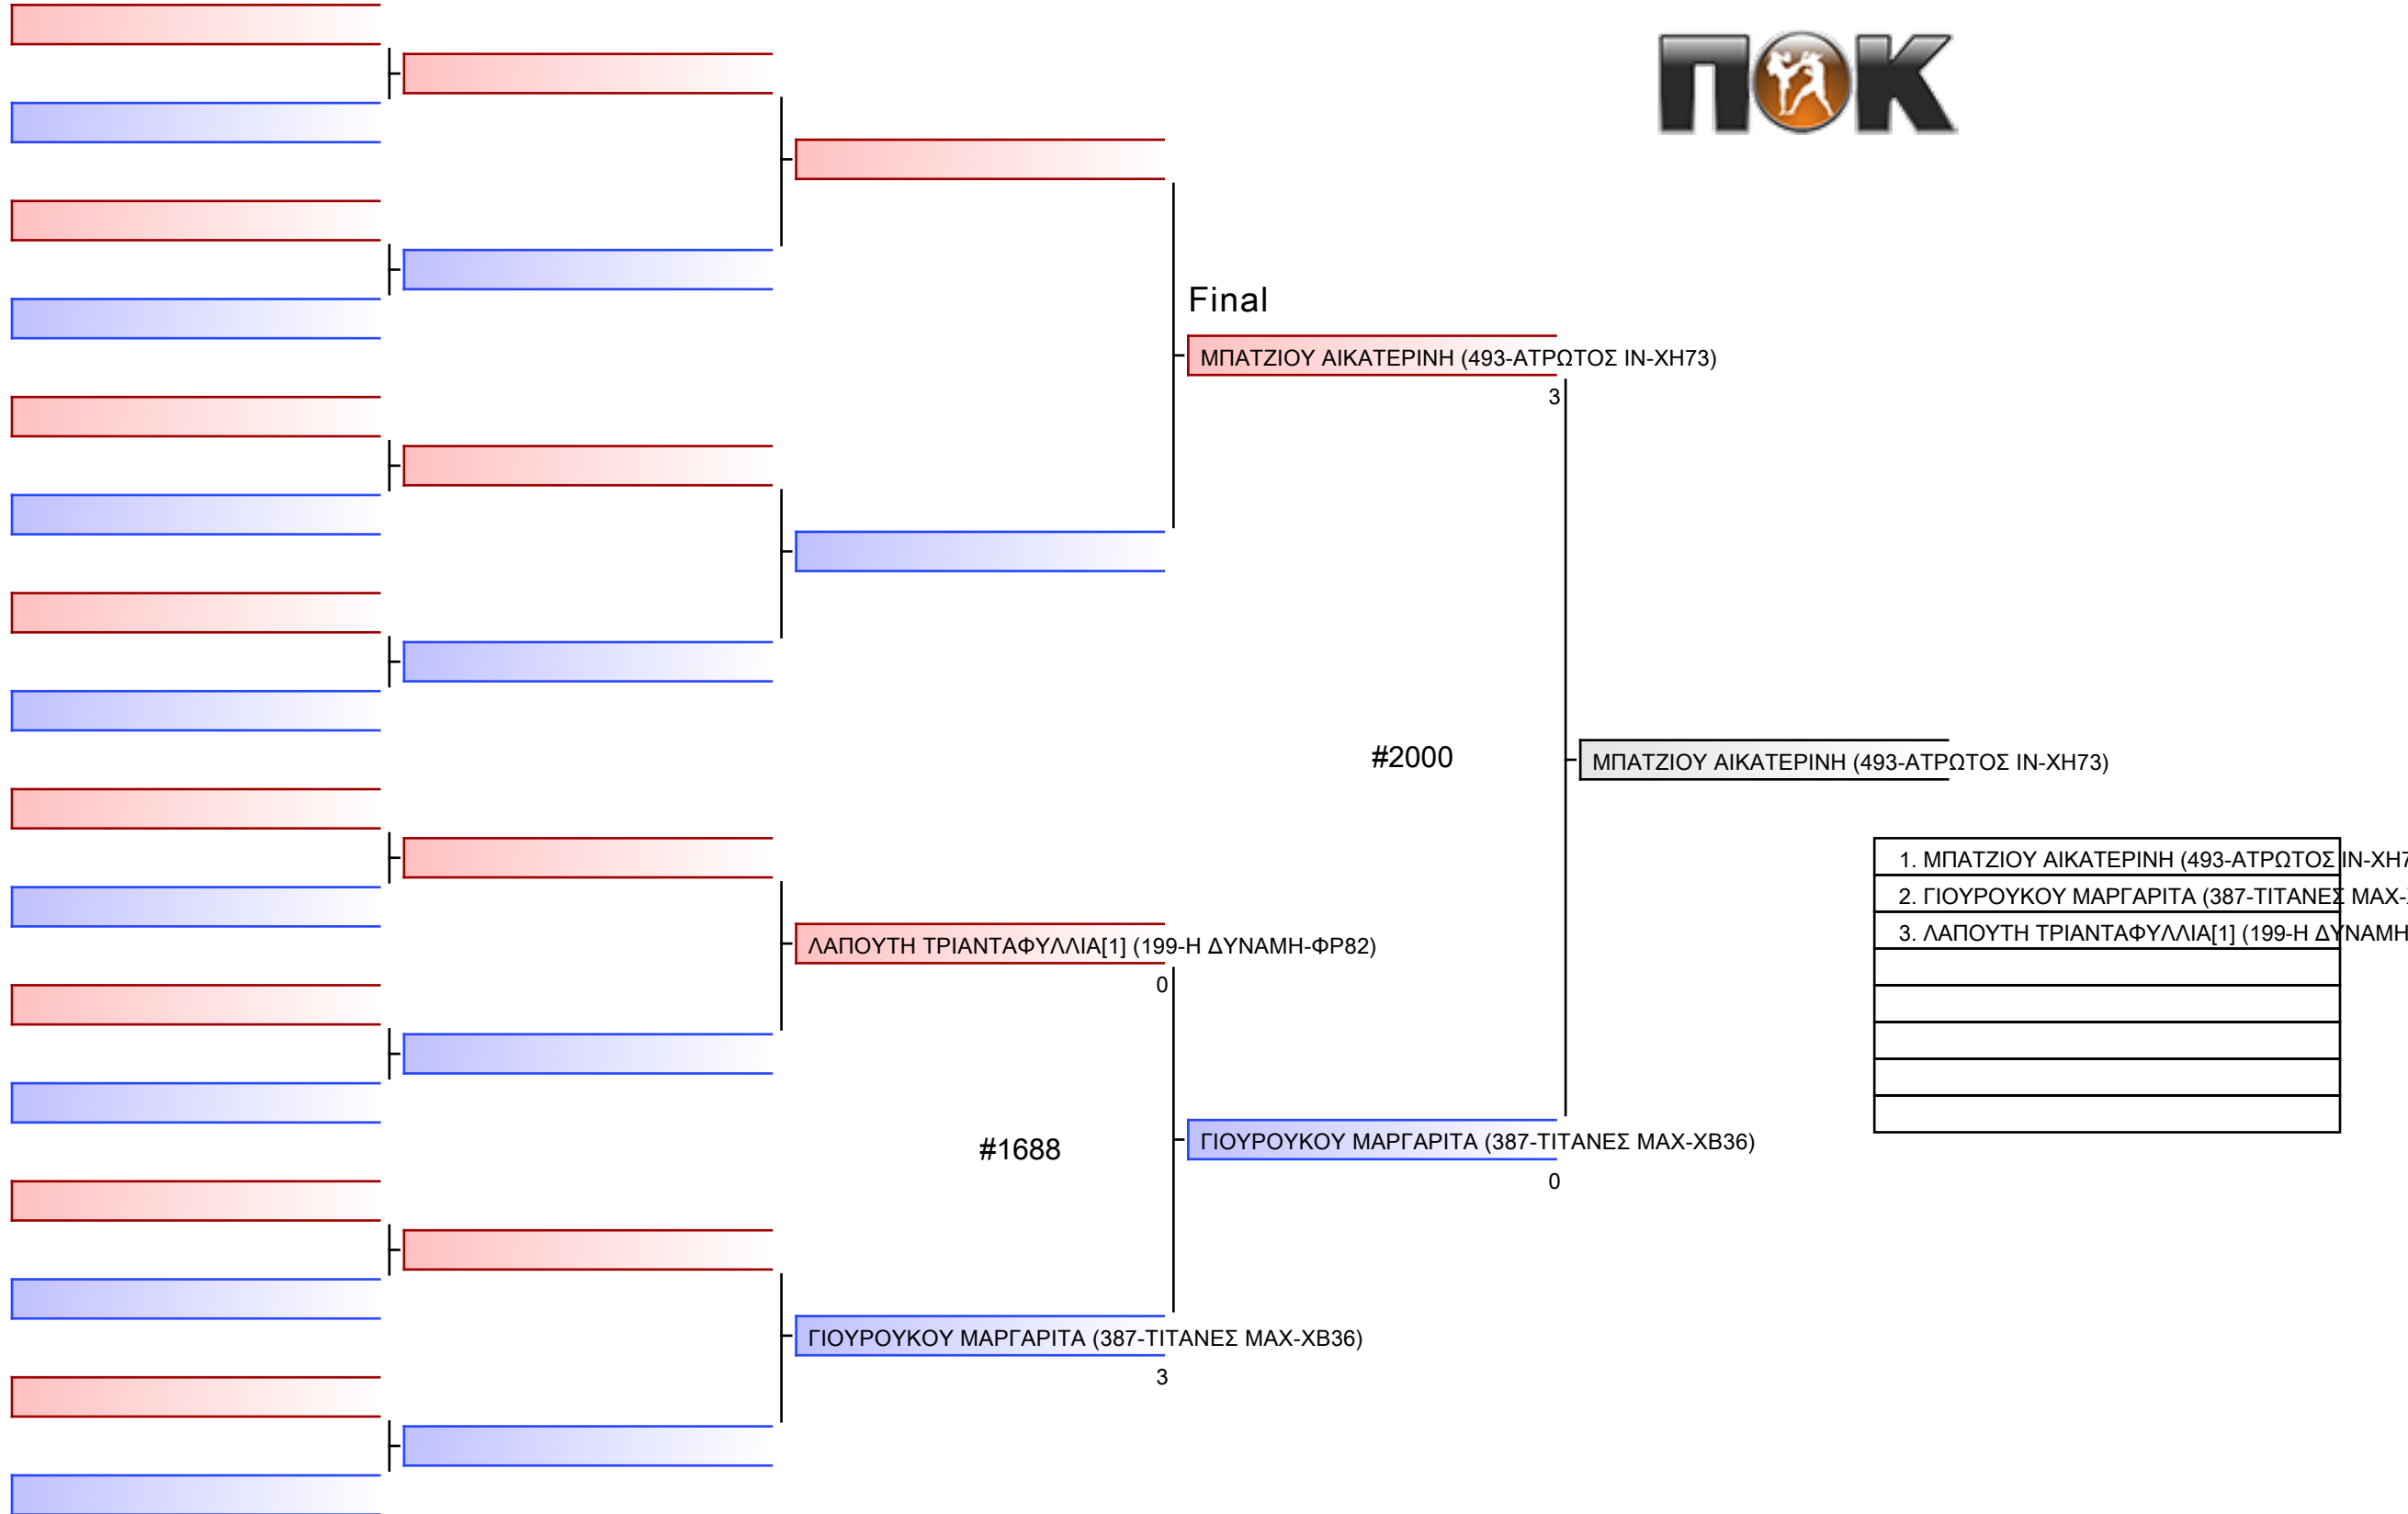 ΠΟΚ
Final
ΜΠΑΤΖΙΟΥ ΑΙΚΑΤΕΡΙΝΗ (493-ΑΤΡΩΤΟΣ ΙΝ-ΧΗ73)
3
#2000
ΜΠΑΤΖΙΟΥ ΑΙΚΑΤΕΡΙΝΗ (493-ΑΤΡΩΤΟΣ ΙΝ-ΧΗ73)
1. ΜΠΑΤΖΙΟΥ ΑΙΚΑΤΕΡΙΝΗ (493-ΑΤΡΩΤΟΣ ΙΝ-ΧΗ7
2. ΓΙΟΥΡΟΥΚΟΥ ΜΑΡΓΑΡΙΤΑ (387-ΤΙΤΑΝΕΣ ΜΑΧ-
3. ΛΑΠΟΥΤΗ ΤΡΙΑΝΤΑΦΥΛΛΙΑ[1] (199-Η ΔΥΝΑΜΗ
ΛΑΠΟΥΤΗ ΤΡΙΑΝΤΑΦΥΛΛΙΑ[1] (199-Η ΔΥΝΑΜΗ-ΦΡ82)
0
#1688
ΓΙΟΥΡΟΥΚΟΥ ΜΑΡΓΑΡΙΤΑ (387-ΤΙΤΑΝΕΣ ΜΑΧ-ΧΒ36)
0
ΓΙΟΥΡΟΥΚΟΥ ΜΑΡΓΑΡΙΤΑ (387-ΤΙΤΑΝΕΣ ΜΑΧ-ΧΒ36)
3